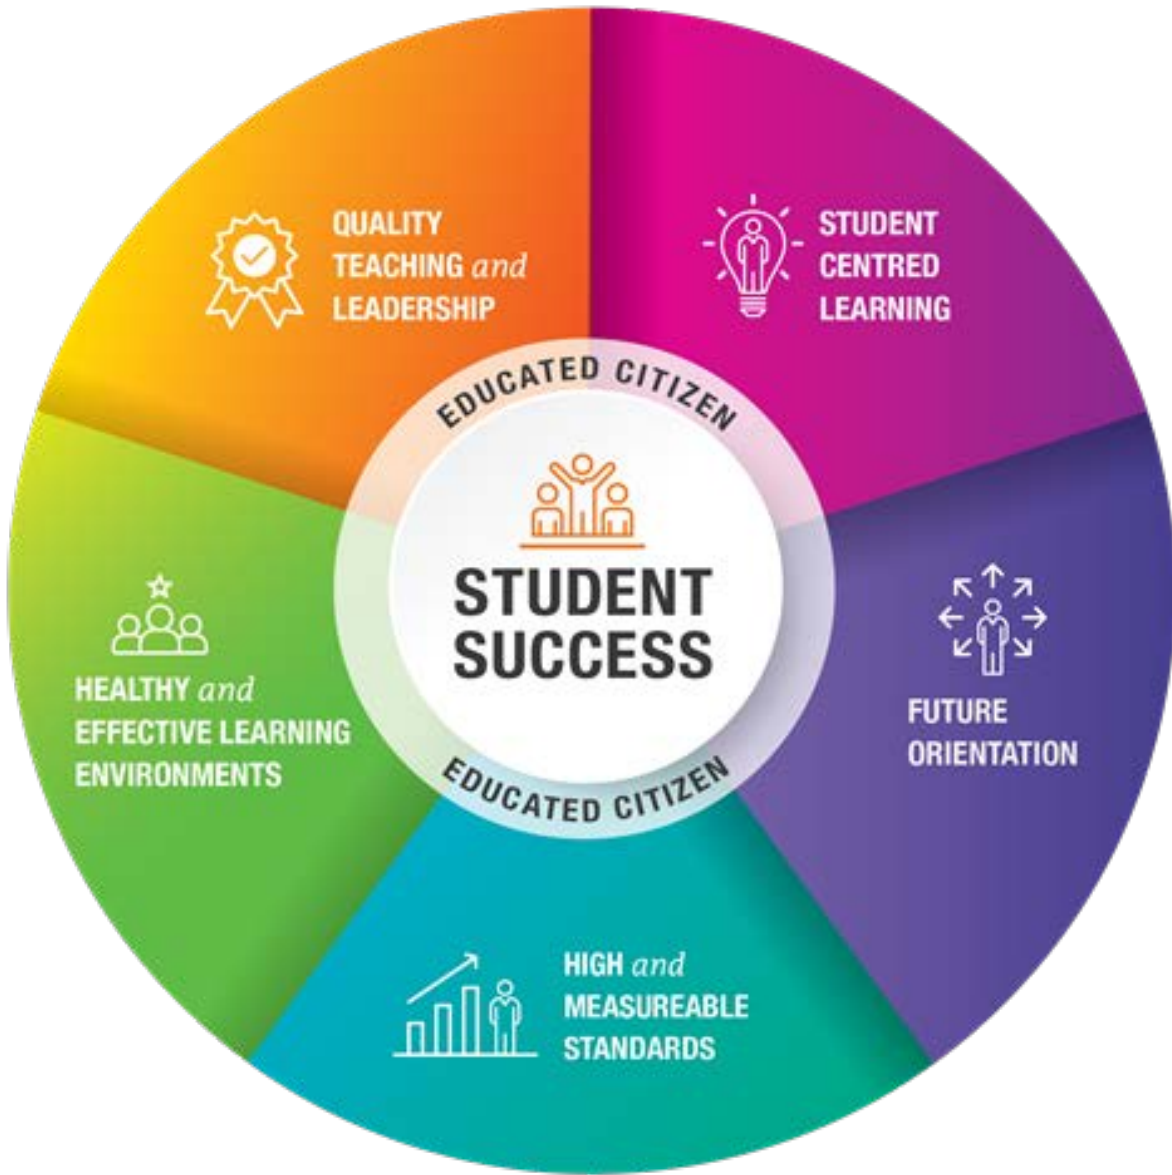 QUALITY
TEACHING and
LEADERSHIP
STUDENT
CENTRED
LEARNING
EDUCATED CITIZEN
STUDENT
SUCCESS
HEALTHY and
EFFECTIVE LEARNING
ENVIRONMENTS
FUTURE
ORIENTATION
EDUCATED CITIZEN
HIGH and
MEASUREABLE
STANDARDS